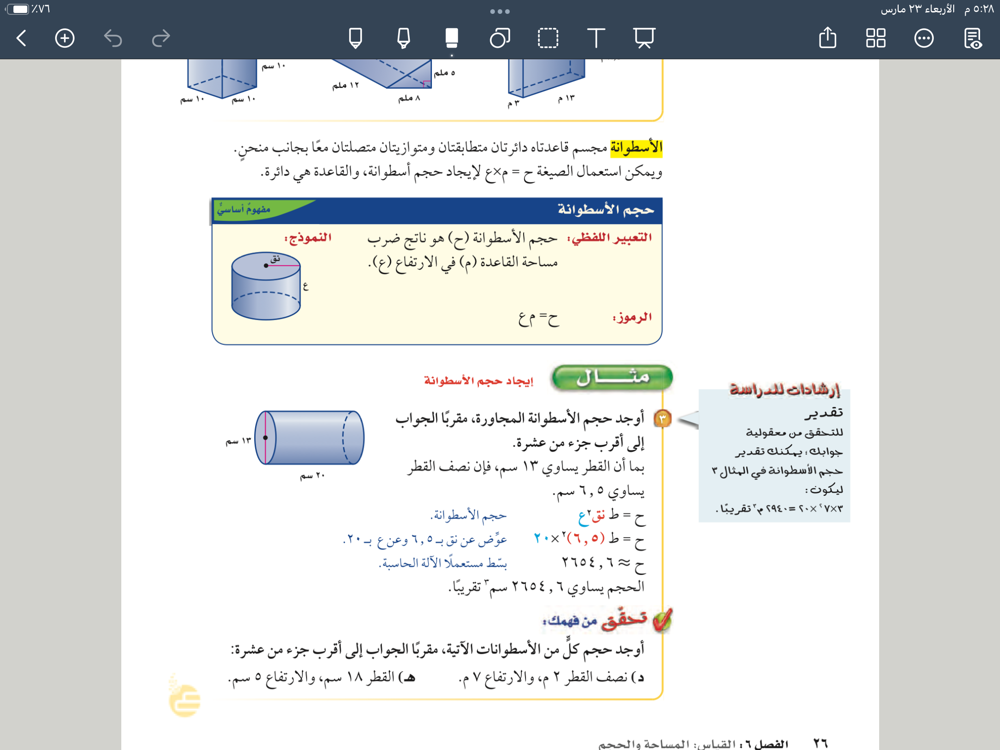 ٥:٢٨ م الأربعاء ٢٣ مارس
٪٧٦
١٠ سم
١٠ سم
١٠ سم
٥ ملم
١٢ ملم
٨ ملم
٣ م
١٣ م
الأسطوانة مجسم قاعدتاه دائرتان متطابقتان ومتوازيتان متصلتان معًا بجانب منحنٍ.
ويمكن استعمال الصيغة ح = م×ع لإيجاد حجم أسطوانة، والقاعدة هي دائرة.
حجم الأسطوانة
مفهومٌ أساسيٌّ
التعبير اللفظي: حجم الأسطوانة (ح) هو ناتج ضرب
مساحة القاعدة (م) في الارتفاع (ع).
النموذج:
نق
ع
الرموز: ح= م ع
مثال
إيجاد حجم الأسطوانة
٣ أوجد حجم الأسطوانة المجاورة، مقربًا الجواب
إلى أقرب جزء من عشرة.
بما أن القطر يساوي ١٣ سم، فإن نصف القطر
يساوي ٦,٥ سم.
١٣ سم
٢٠ سم
ح = ط نق٢ ع حجم الأسطوانة.
ح = ط (٦,٥)٢ ×٢٠ عوِّض عن نق بـ ٦,٥ وعن ع بـ ٢٠.
ح ≈ ٢٦٥٤,٦ بسّط مستعملًا الآلة الحاسبة.
الحجم يساوي ٢٦٥٤,٦ سم٣ تقريبًا.
تحقّق من فهمك:
أوجد حجم كلٍّ من الأسطوانات الآتية، مقربًا الجواب إلى أقرب جزء من عشرة:
د) نصف القطر ٢ م، والارتفاع ٧ م.
هـ) القطر ١٨ سم، والارتفاع ٥ سم.
إرشادات للدراسة
تقدير
للتحقق من معقولية
جوابك؛ يمكنك تقدير
حجم الأسطوانة في المثال ٣
ليكون:
٣×٧٢ ×٢٠ =٢٩٤٠ م٣ تقريبًا.
٢٦ الفصل ٦: القياس: المساحة والحجم